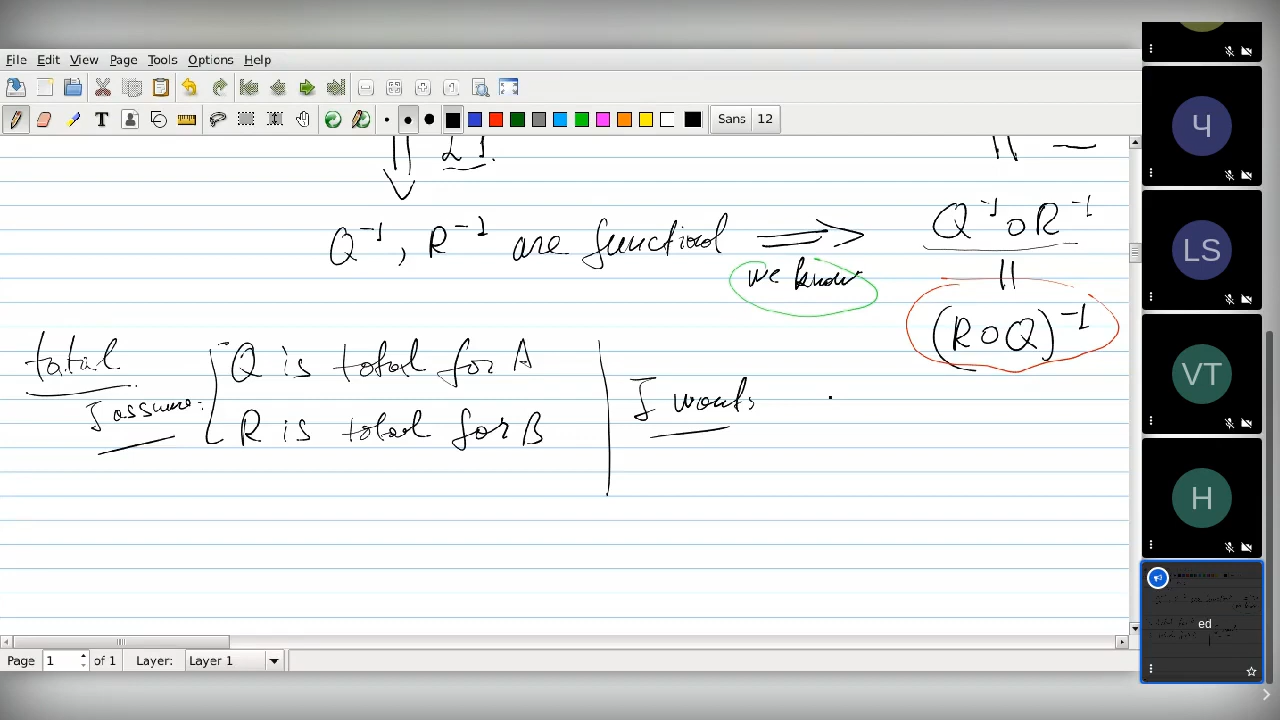 File Edit View Page Tools Options Help
Sans 12
L 1.
Q⁻¹, R⁻¹ are functional ⟹ Q⁻¹ o R⁻¹
we know
||
(R o Q)⁻¹
total
I assume:
Q is total for A
R is total for B
I want:
Ч
LS
VT
H
ed
Page 1 of 1 Layer: Layer 1